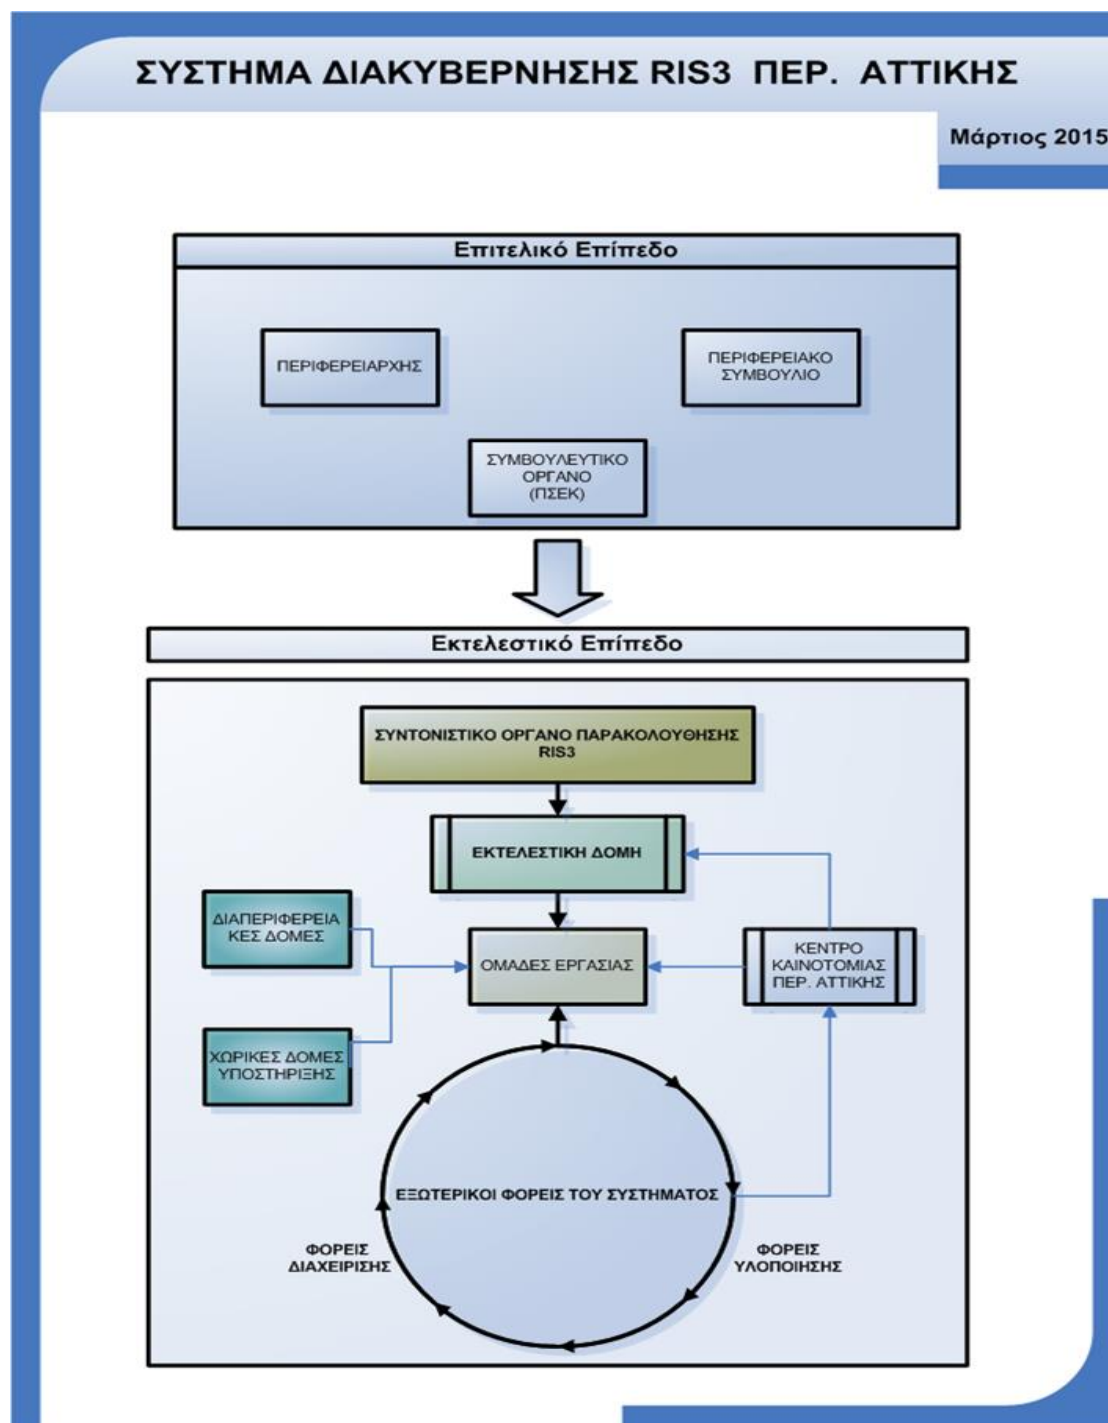 ΣΥΣΤΗΜΑ ΔΙΑΚΥΒΕΡΝΗΣΗΣ RIS3 ΠΕΡ. ΑΤΤΙΚΗΣ
Μάρτιος 2015
Επιτελικό Επίπεδο
ΠΕΡΙΦΕΡΕΙΑΡΧΗΣ
ΠΕΡΙΦΕΡΕΙΑΚΟ
ΣΥΜΒΟΥΛΙΟ
ΣΥΜΒΟΥΛΕΥΤΙΚΟ
ΟΡΓΑΝΟ
(ΠΣΕΚ)
Εκτελεστικό Επίπεδο
ΣΥΝΤΟΝΙΣΤΙΚΟ ΟΡΓΑΝΟ ΠΑΡΑΚΟΛΟΥΘΗΣΗΣ
RIS3
ΕΚΤΕΛΕΣΤΙΚΗ ΔΟΜΗ
ΔΙΑΠΕΡΙΦΕΡΕΙΑ
ΚΕΣ ΔΟΜΕΣ
ΟΜΑΔΕΣ ΕΡΓΑΣΙΑΣ
ΚΕΝΤΡΟ
ΚΑΙΝΟΤΟΜΙΑΣ
ΠΕΡ. ΑΤΤΙΚΗΣ
ΧΩΡΙΚΕΣ ΔΟΜΕΣ
ΥΠΟΣΤΗΡΙΞΗΣ
ΕΞΩΤΕΡΙΚΟΙ ΦΟΡΕΙΣ ΤΟΥ ΣΥΣΤΗΜΑΤΟΣ
ΦΟΡΕΙΣ
ΔΙΑΧΕΙΡΙΣΗΣ
ΦΟΡΕΙΣ
ΥΛΟΠΟΙΗΣΗΣ